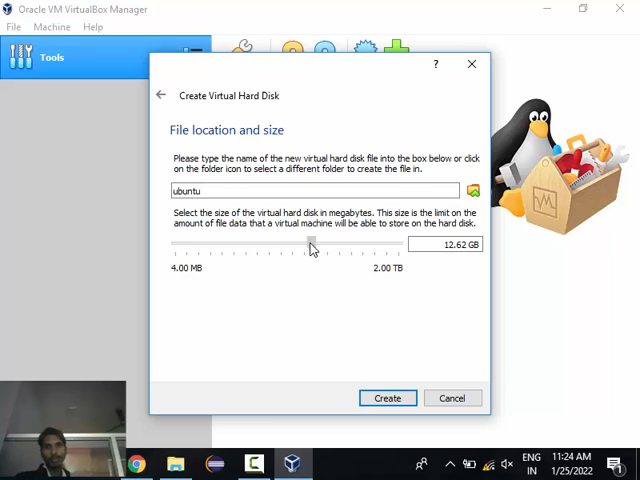 Oracle VM VirtualBox Manager
File Machine Help
Tools
?
Create Virtual Hard Disk
File location and size
Please type the name of the new virtual hard disk file into the box below or click
on the folder icon to select a different folder to create the file in.
ubuntu
Select the size of the virtual hard disk in megabytes. This size is the limit on the
amount of file data that a virtual machine will be able to store on the hard disk.
12.62 GB
4.00 MB 2.00 TB
Create Cancel
ENG 11:24 AM
IN 1/25/2022
1